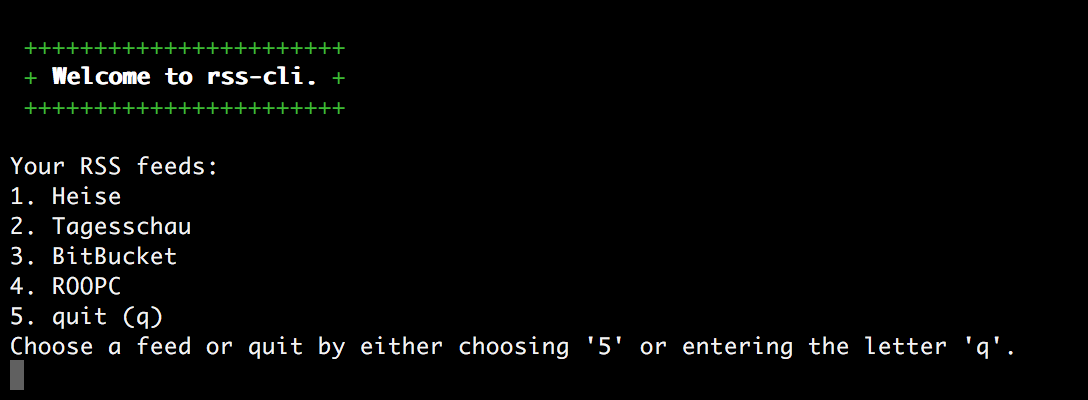 +++++++++++++++++++++++
+ Welcome to rss-cli. +
+++++++++++++++++++++++
Your RSS feeds:
1. Heise
2. Tagesschau
3. BitBucket
4. ROOPC
5. quit (q)
Choose a feed or quit by either choosing '5' or entering the letter 'q'.